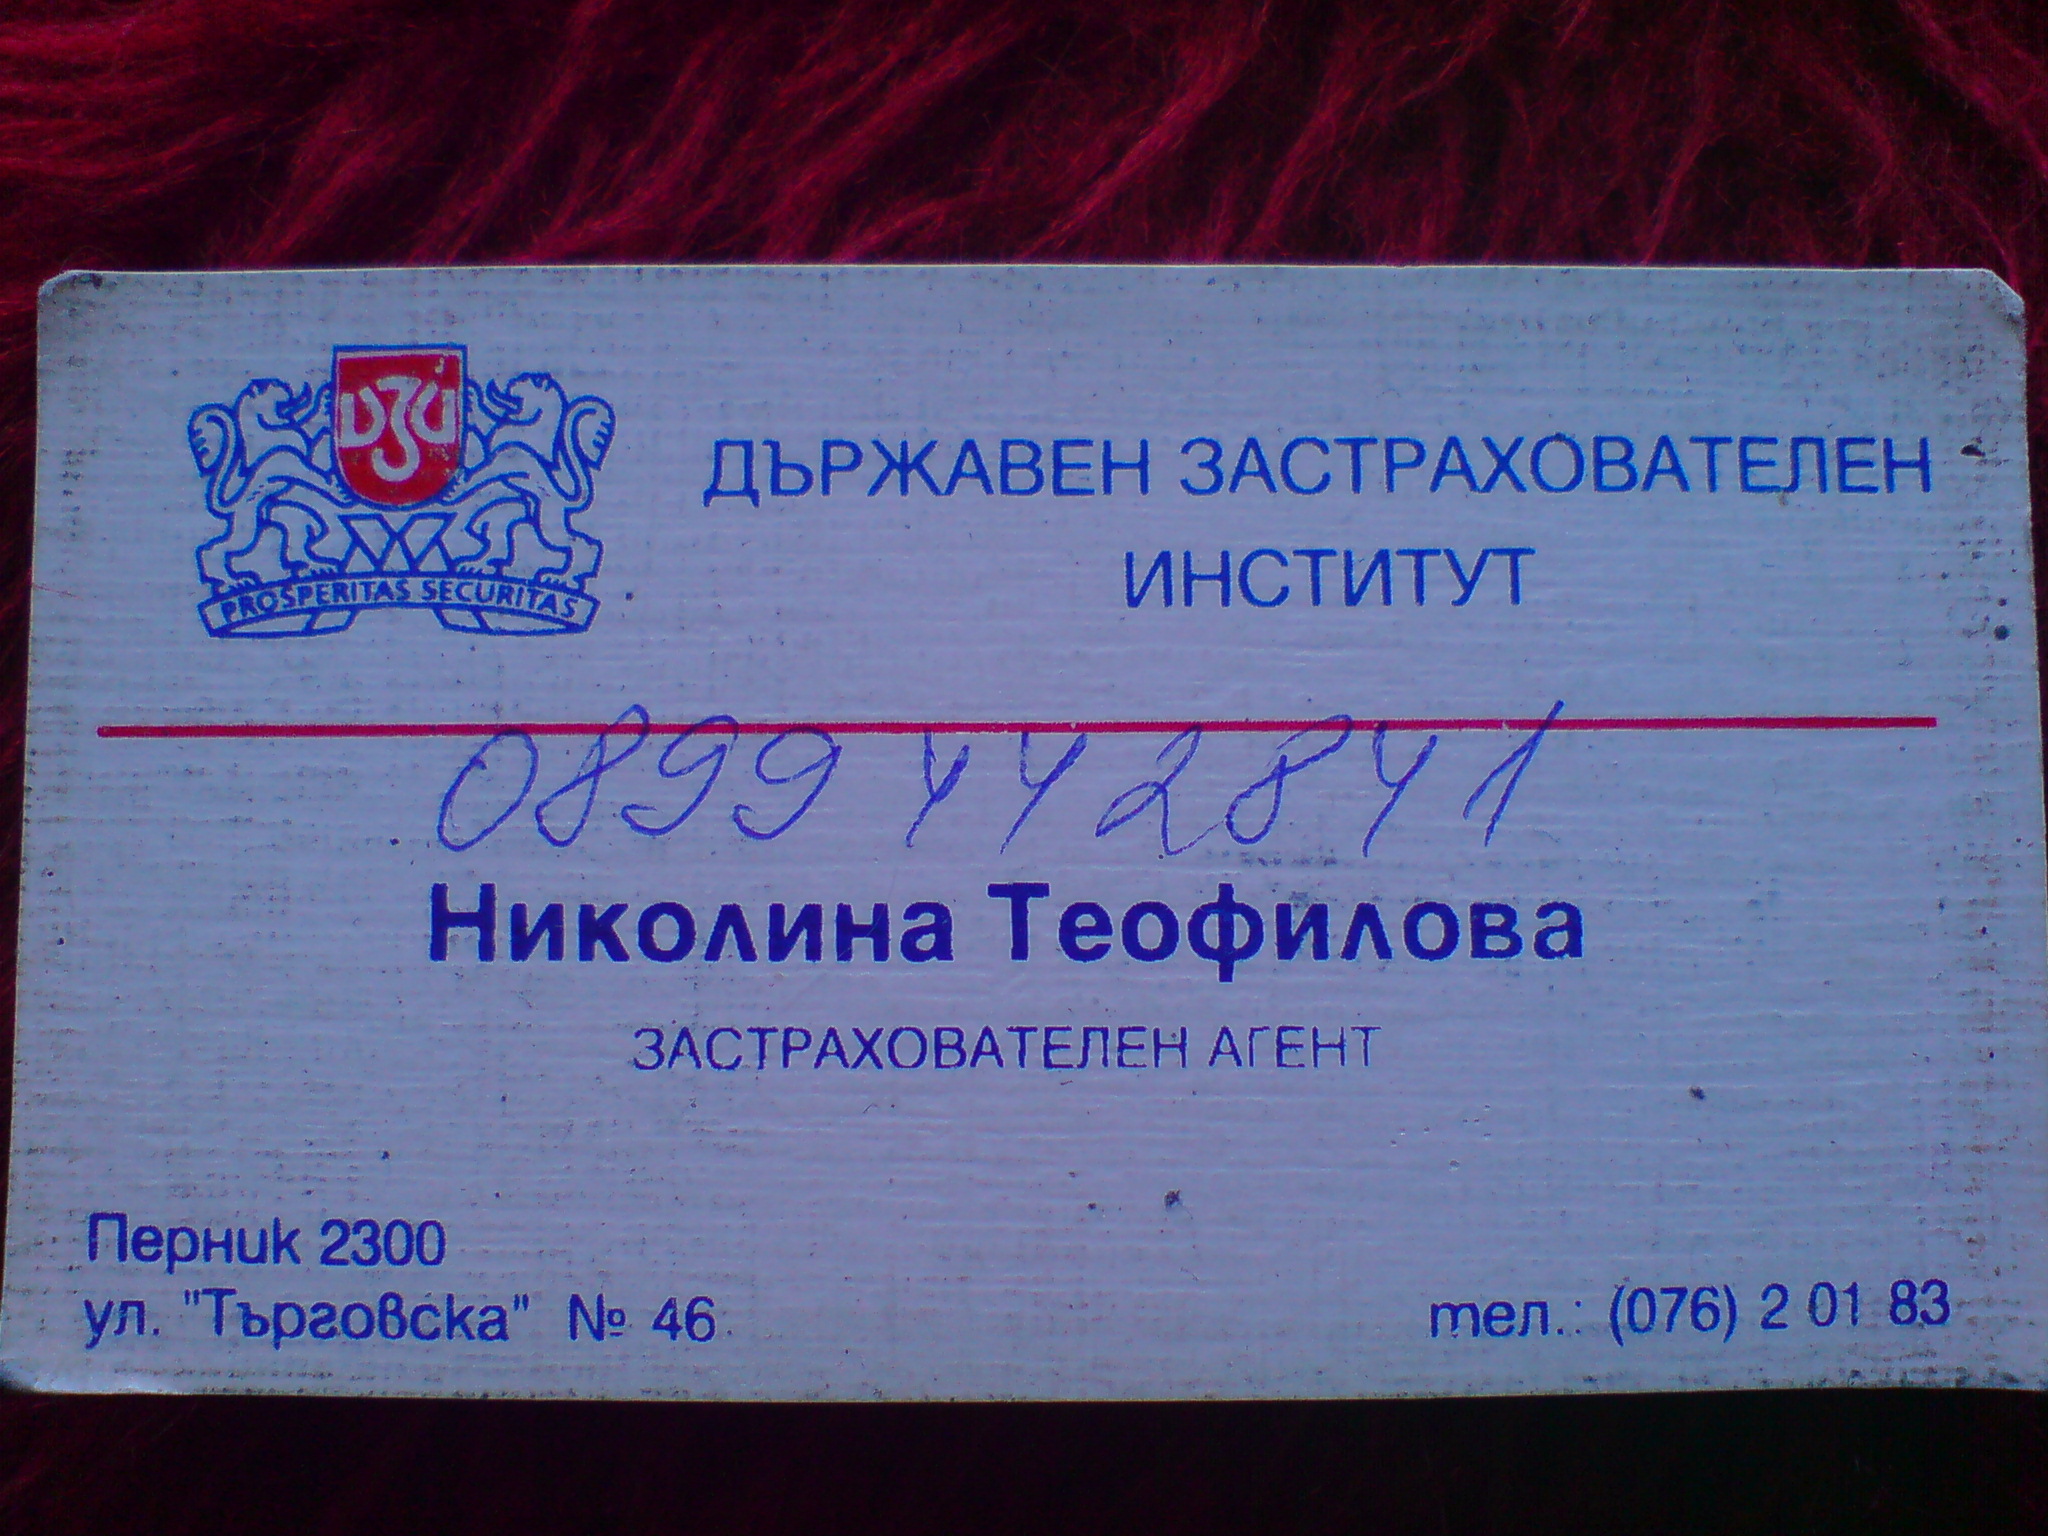 ДЗИ
PROSPERITAS SECURITAS
ДЪРЖАВЕН ЗАСТРАХОВАТЕЛЕН
ИНСТИТУТ
0899 442841
Николина Теофилова
ЗАСТРАХОВАТЕЛЕН АГЕНТ
Перник 2300
ул. "Търговска" № 46
тел.: (076) 2 01 83